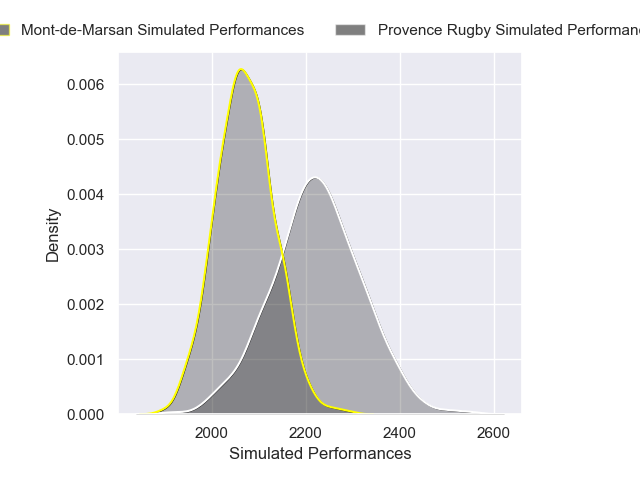 Mont-de-Marsan Simulated Performances
Provence Rugby Simulated
0.006
0.005
0.004
0.003
0.002
0.001
0.000
Density
2000 2200 2400 2600
Simulated Performances